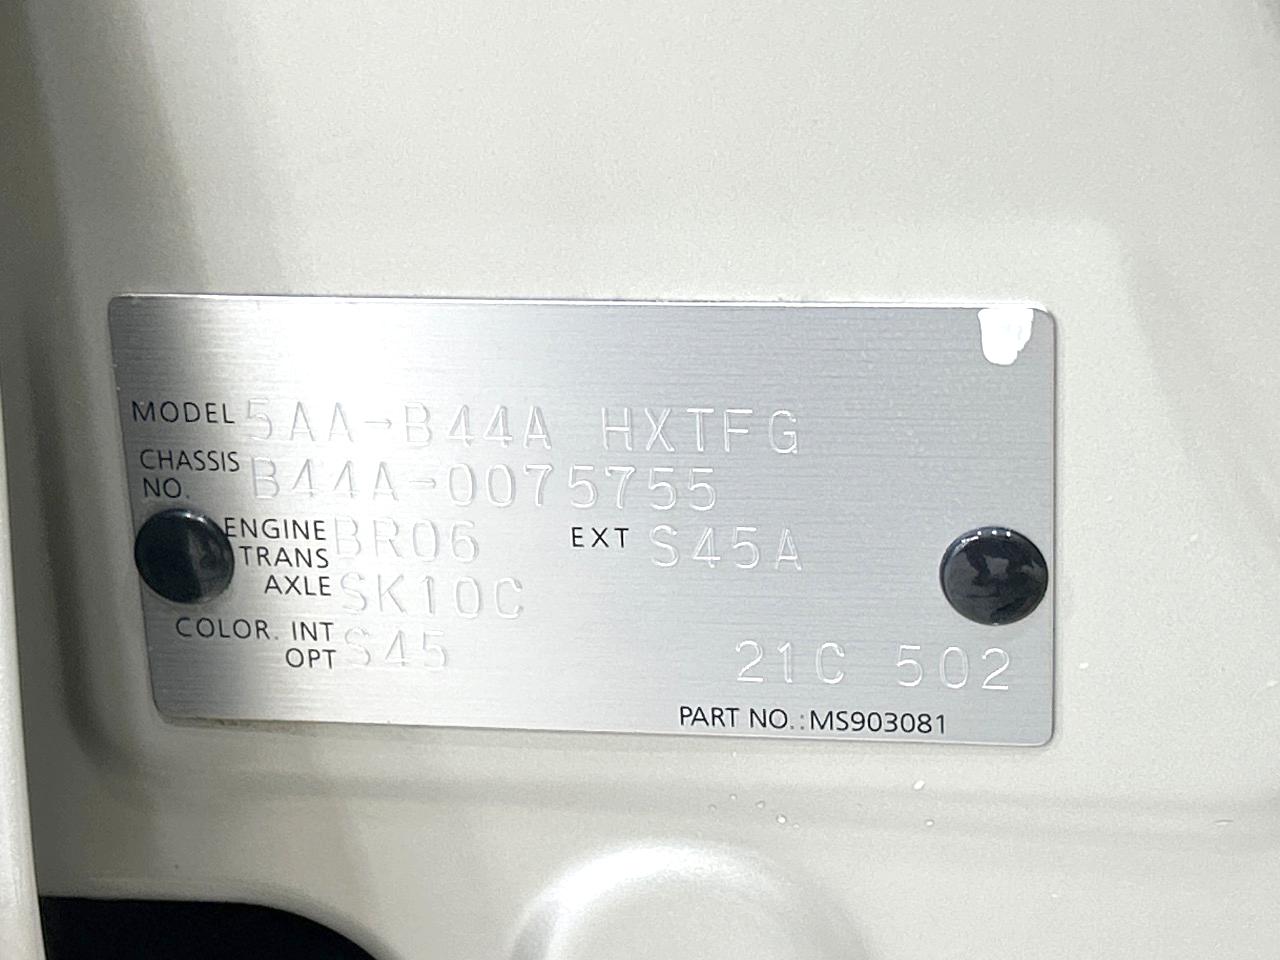 MODEL 5AA-B44A HXTFG
CHASSIS NO. B44A-0075755
ENGINE BR06 EXT S45A
TRANS AXLE SK10C
COLOR. INT S45
OPT 21C 502
PART NO.:MS903081